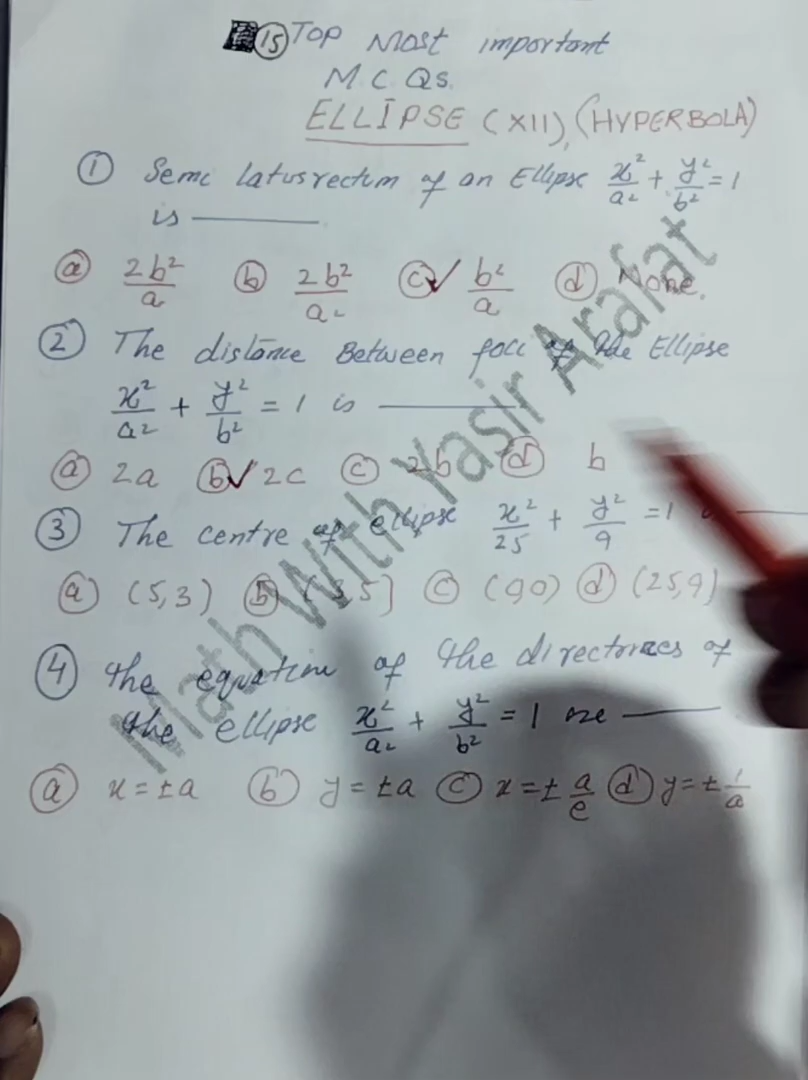 15 TOP MOST important
M.C.QS.
ELLIPSE (XII), (HYPERBOLA)
① Semi latusrectum of an Ellipse x²/a² + y²/b² = 1
is ______
ⓐ 2b²/a ⓑ 2b²/a² ⓒ✓ b²/a ⓓ None.
② The distance Between foci of the Ellipse
x²/a² + y²/b² = 1 is ______
ⓐ 2a ⓑ✓ 2c ⓒ 2b ⓓ b
③ The centre of ellipse x²/25 + y²/9 = 1 ______
ⓐ (5,3) ⓑ ( 3,5] ⓒ (0,0) ⓓ (25,9)
④ the equation of the directrices of
the ellipse x²/a² + y²/b² = 1 are ______
ⓐ x = ±a ⓑ y = ±a ⓒ x = ± a/e ⓓ y = ± 1/a
Math With Yasir Arafat